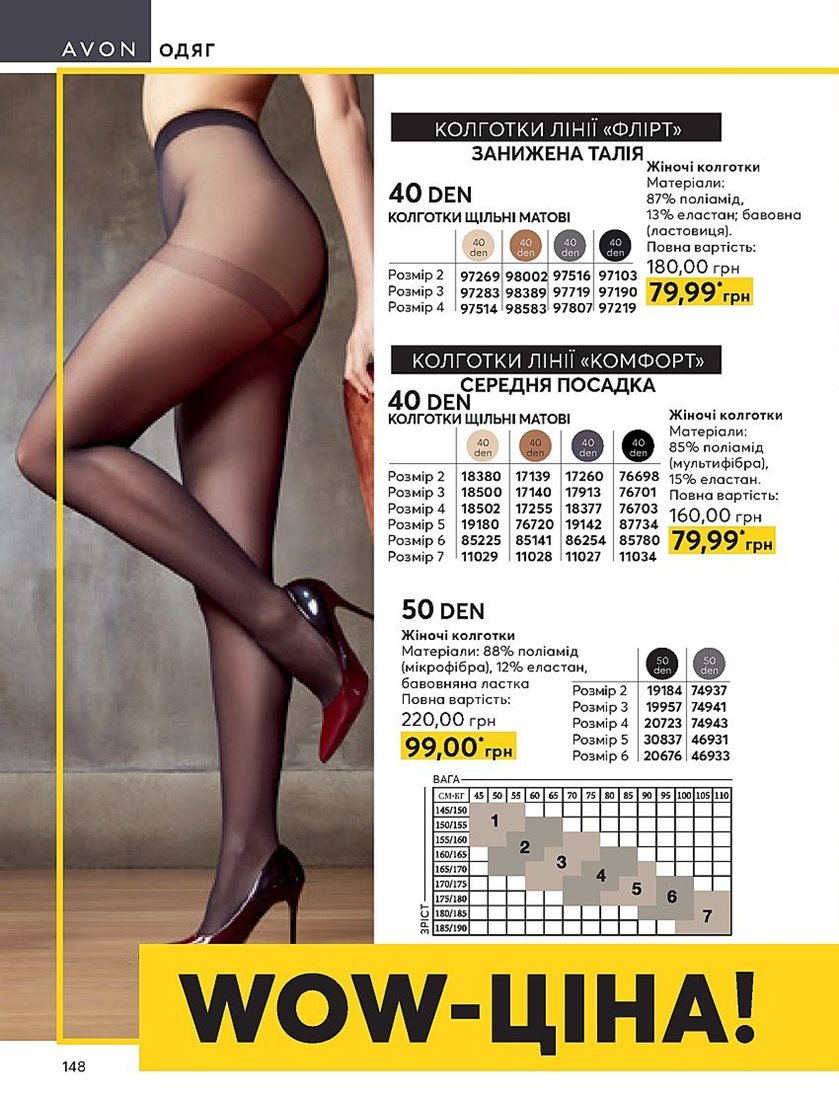 AVON ОДЯГ
КОЛГОТКИ ЛІНІЇ «ФЛІРТ»
ЗАНИЖЕНА ТАЛІЯ
40 DEN
КОЛГОТКИ ЩІЛЬНІ МАТОВІ
40 den 40 den 40 den 40 den
Розмір 2 97269 98002 97516 97103
Розмір 3 97283 98389 97719 97190
Розмір 4 97514 98583 97807 97219
Жіночі колготки
Матеріали:
87% поліамід,
13% еластан; бавовна
(ластовиця).
Повна вартість:
180,00 грн
79,99* грн
КОЛГОТКИ ЛІНІЇ «КОМФОРТ»
СЕРЕДНЯ ПОСАДКА
40 DEN
КОЛГОТКИ ЩІЛЬНІ МАТОВІ
40 den 40 den 40 den 40 den
Розмір 2 18380 17139 17260 76698
Розмір 3 18500 17140 17913 76701
Розмір 4 18502 17255 18377 76703
Розмір 5 19180 76720 19142 87734
Розмір 6 85225 85141 86254 85780
Розмір 7 11029 11028 11027 11034
Жіночі колготки
Матеріали:
85% поліамід
(мультифібра),
15% еластан.
Повна вартість:
160,00 грн
79,99* грн
50 DEN
Жіночі колготки
Матеріали: 88% поліамід
(мікрофібра), 12% еластан,
бавовняна ластка
Повна вартість:
220,00 грн
99,00* грн
50 den 50 den
Розмір 2 19184 74937
Розмір 3 19957 74941
Розмір 4 20723 74943
Розмір 5 30837 46931
Розмір 6 20676 46933
ВАГА
СМ-КГ 45 50 55 60 65 70 75 80 85 90 95 100 105 110
145/150
150/155 1
155/160
160/165 2
165/170 3
170/175 4
175/180 5 6
180/185 7
185/190
ЗРІСТ
WOW-ЦІНА!
148